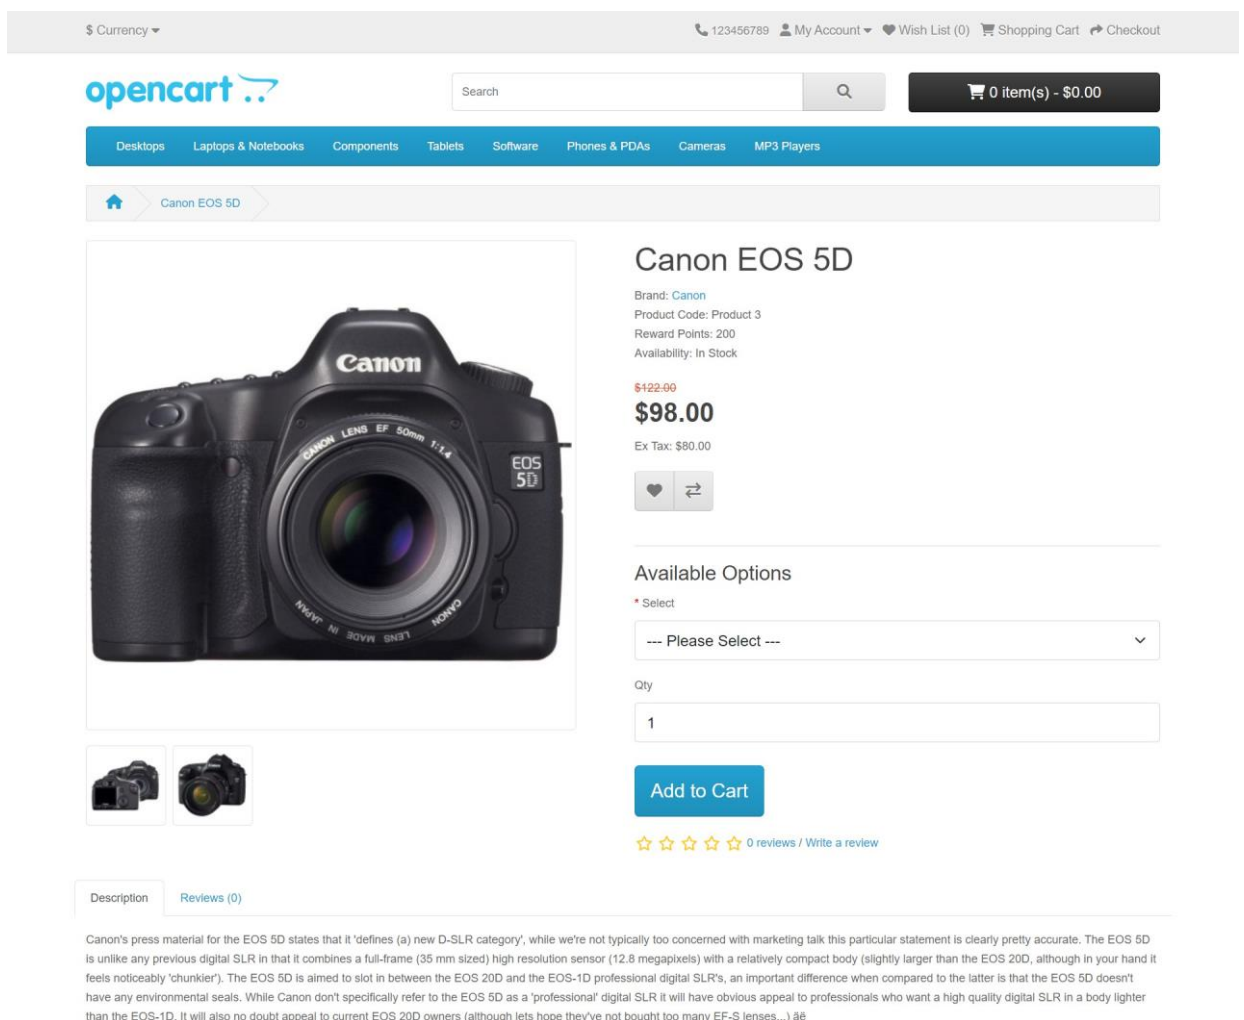 $ Currency
123456789 My Account Wish List (0) Shopping Cart Checkout
opencart
Search
0 item(s) - $0.00
Desktops Laptops & Notebooks Components Tablets Software Phones & PDAs Cameras MP3 Players
Canon EOS 5D
Canon
CANON LENS EF 50mm 1:1.4
EOS
5D
CANON LENS MADE IN JAPAN
Canon EOS 5D
Brand: Canon
Product Code: Product 3
Reward Points: 200
Availability: In Stock
$122.00
$98.00
Ex Tax: $80.00
Available Options
* Select
--- Please Select ---
Qty
1
Add to Cart
0 reviews / Write a review
Description Reviews (0)
Canon's press material for the EOS 5D states that it 'defines (a) new D-SLR category', while we're not typically too concerned with marketing talk this particular statement is clearly pretty accurate. The EOS 5D
is unlike any previous digital SLR in that it combines a full-frame (35 mm sized) high resolution sensor (12.8 megapixels) with a relatively compact body (slightly larger than the EOS 20D, although in your hand it
feels noticeably 'chunkier'). The EOS 5D is aimed to slot in between the EOS 20D and the EOS-1D professional digital SLR's, an important difference when compared to the latter is that the EOS 5D doesn't
have any environmental seals. While Canon don't specifically refer to the EOS 5D as a 'professional' digital SLR it will have obvious appeal to professionals who want a high quality digital SLR in a body lighter
than the EOS-1D. It will also no doubt appeal to current EOS 20D owners (although lets hope they've not bought too many EF-S lenses...) äë